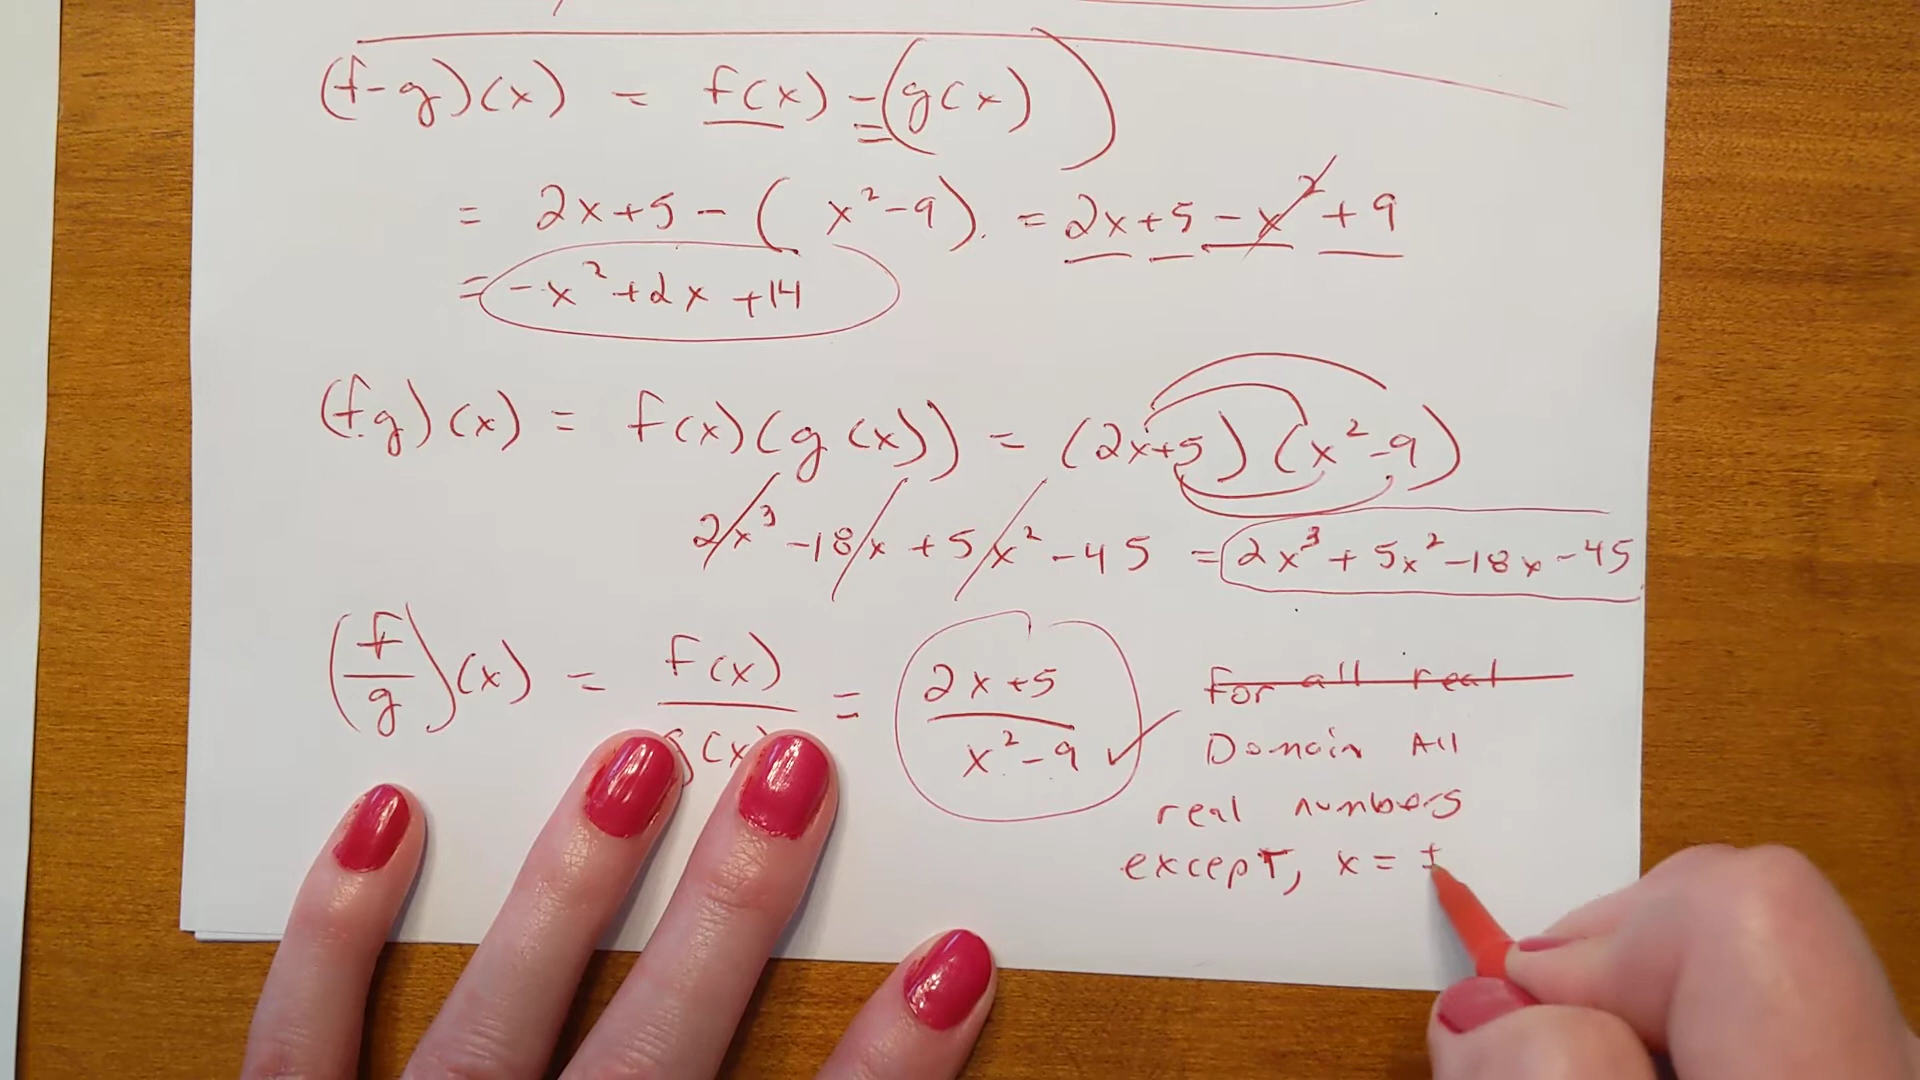 (f-g)(x) = f(x) - (g(x))
= 2x+5 - ( x²-9). = 2x+5 -x² +9
= -x²+2x +14
(f.g)(x) = f(x)(g(x)) = (2x+5)(x²-9)
2x³ -18x + 5x² -45 = 2x³ + 5x² -18x -45
(f/g)(x) = f(x)/g(x) = (2x+5)/(x²-9) for all real
Domain All
real numbers
except, x = ±